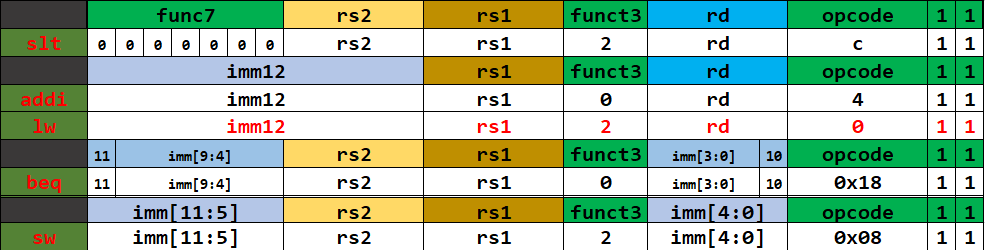 func7 rs2 rs1 funct3 rd opcode 1 1
slt 0 0 0 0 0 0 0 rs2 rs1 2 rd c 1 1
imm12 rs1 funct3 rd opcode 1 1
addi imm12 rs1 0 rd 4 1 1
lw imm12 rs1 2 rd 0 1 1
11 imm[9:4] rs2 rs1 funct3 imm[3:0] 10 opcode 1 1
beq 11 imm[9:4] rs2 rs1 0 imm[3:0] 10 0x18 1 1
imm[11:5] rs2 rs1 funct3 imm[4:0] opcode 1 1
sw imm[11:5] rs2 rs1 2 imm[4:0] 0x08 1 1